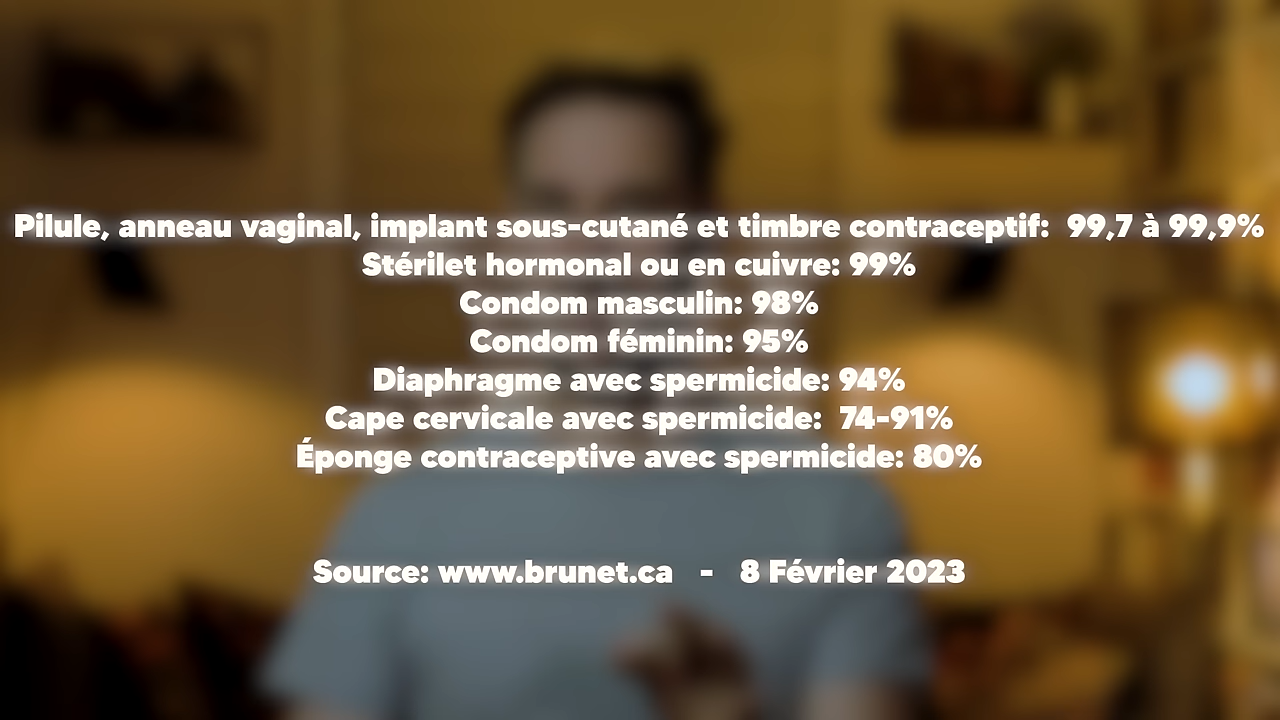 Pilule, anneau vaginal, implant sous-cutané et timbre contraceptif: 99,7 à 99,9%
Stérilet hormonal ou en cuivre: 99%
Condom masculin: 98%
Condom féminin: 95%
Diaphragme avec spermicide: 94%
Cape cervicale avec spermicide: 74-91%
Éponge contraceptive avec spermicide: 80%
Source: www.brunet.ca - 8 Février 2023